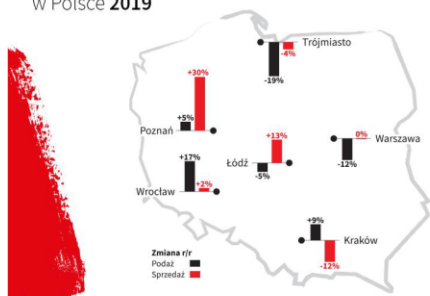 w Polsce 2019
Trójmiasto
-4%
-19%
+30%
+5%
Poznań
+13%
0%
Warszawa
Łódź
-5%
-12%
+17%
+2%
Wrocław
+9%
Kraków
-12%
Zmiana r/r
Podaż
Sprzedaż